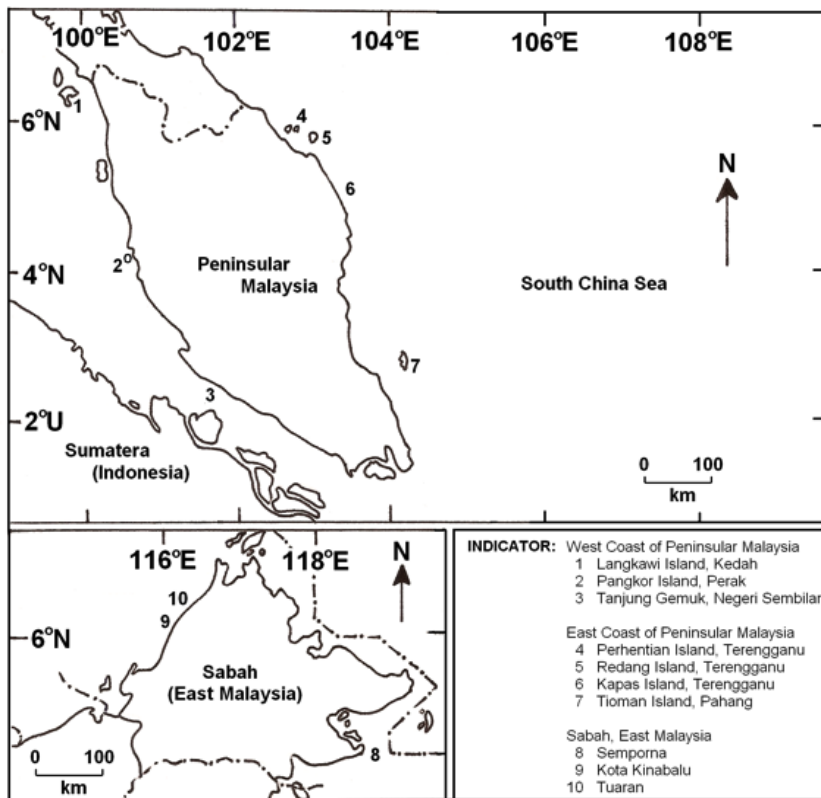 100°E 102°E 104°E 106°E 108°E
1
6°N
4
5
N
6
2
Peninsular
Malaysia
4°N
South China Sea
7
3
2°U
Sumatera
(Indonesia)
0 100
km
116°E 118°E
N
10
9
6°N
Sabah
(East Malaysia)
8
0 100
km
INDICATOR: West Coast of Peninsular Malaysia
1 Langkawi Island, Kedah
2 Pangkor Island, Perak
3 Tanjung Gemuk, Negeri Sembilan
East Coast of Peninsular Malaysia
4 Perhentian Island, Terengganu
5 Redang Island, Terengganu
6 Kapas Island, Terengganu
7 Tioman Island, Pahang
Sabah, East Malaysia
8 Semporna
9 Kota Kinabalu
10 Tuaran